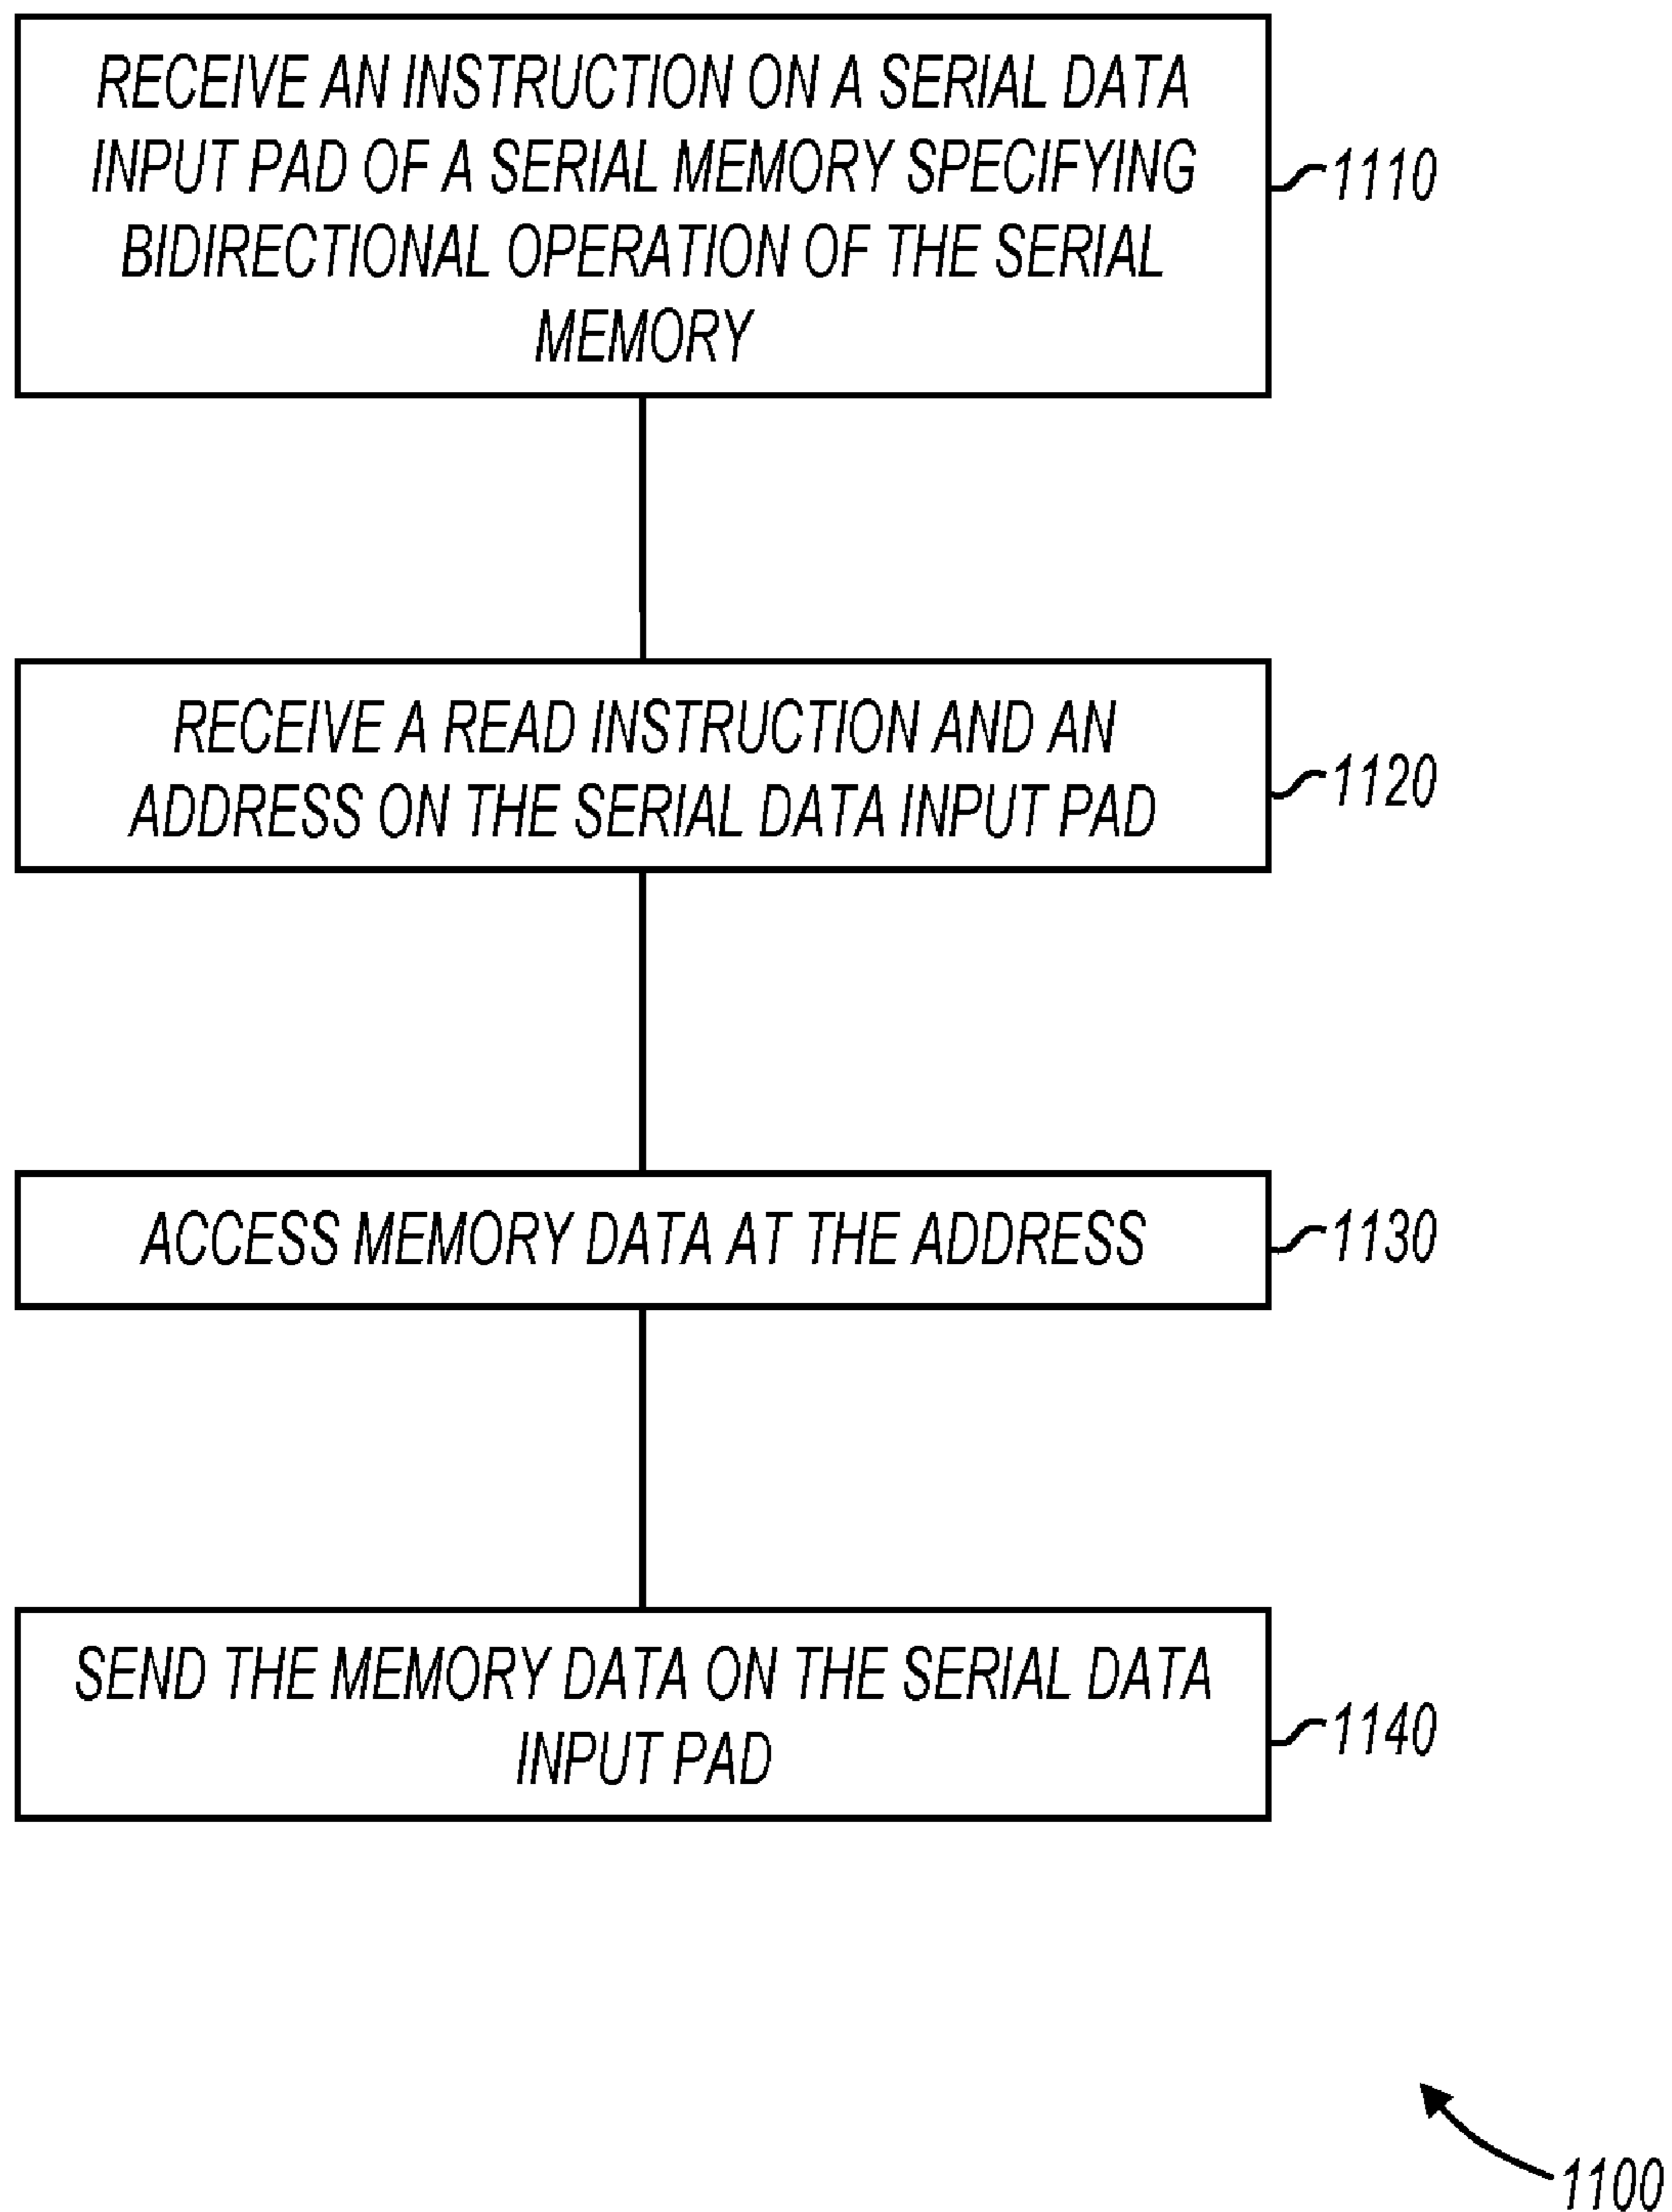 RECEIVE AN INSTRUCTION ON A SERIAL DATA
INPUT PAD OF A SERIAL MEMORY SPECIFYING
BIDIRECTIONAL OPERATION OF THE SERIAL
MEMORY
1110
RECEIVE A READ INSTRUCTION AND AN
ADDRESS ON THE SERIAL DATA INPUT PAD
1120
ACCESS MEMORY DATA AT THE ADDRESS
1130
SEND THE MEMORY DATA ON THE SERIAL DATA
INPUT PAD
1140
1100